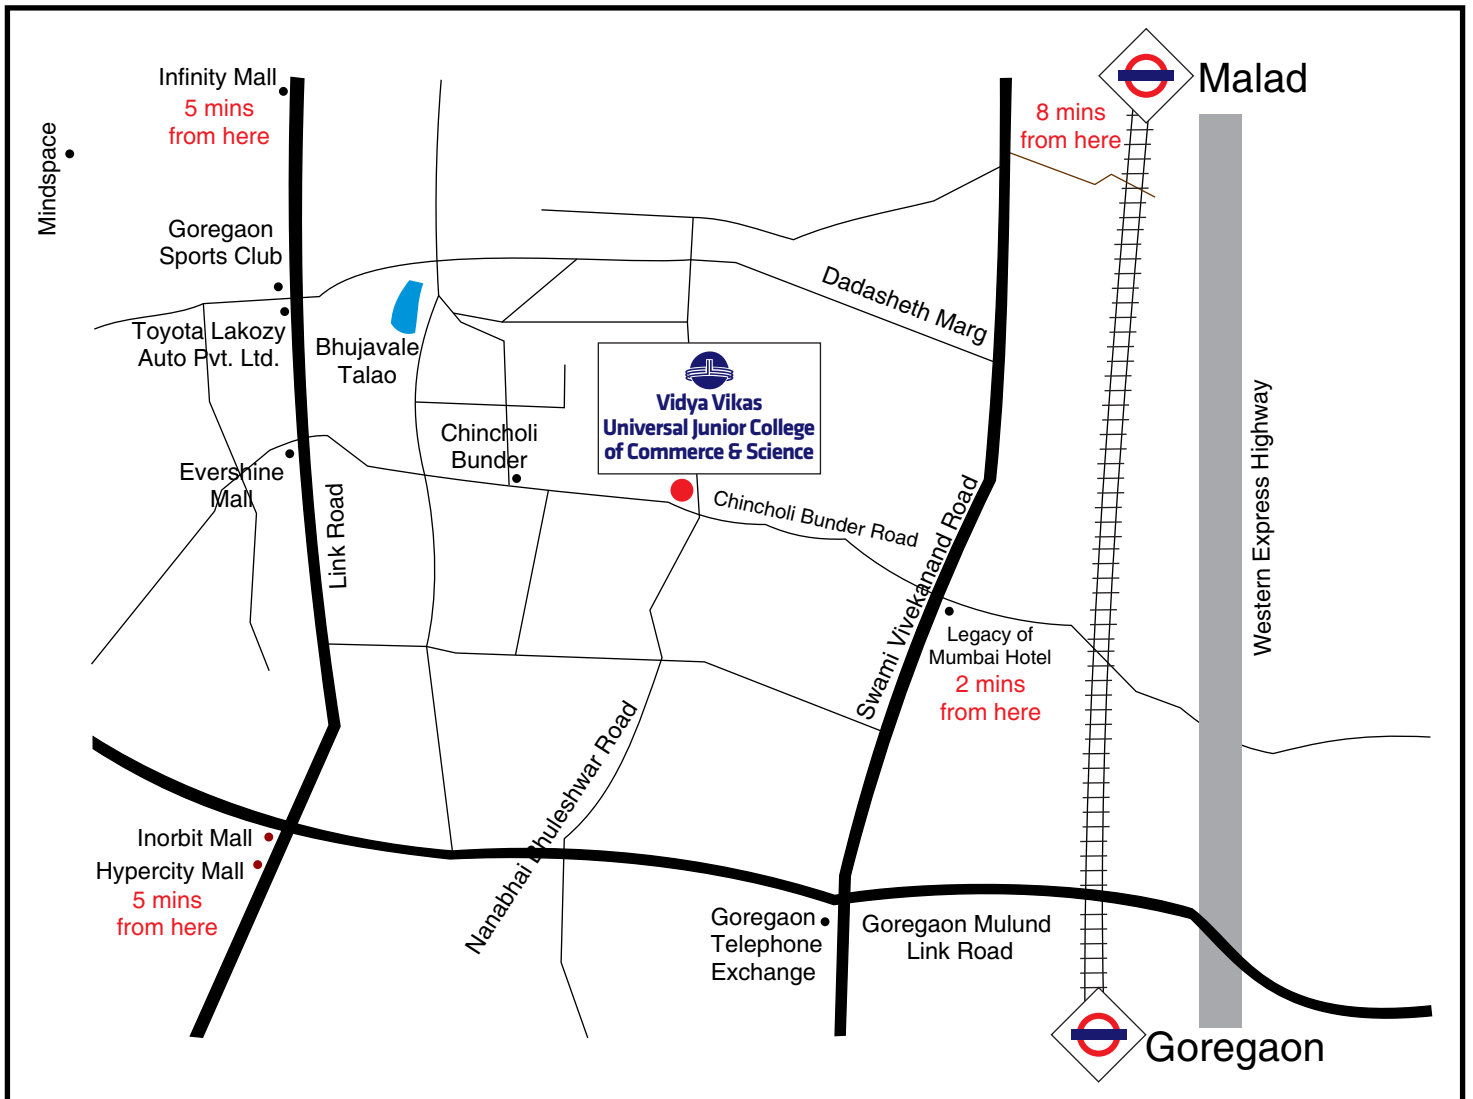 Infinity Mall
5 mins
from here
Mindspace
Malad
8 mins
from here
Goregaon
Sports Club
Toyota Lakozy
Auto Pvt. Ltd.
Bhujavale
Talao
Dadasheth Marg
Vidya Vikas
Universal Junior College
of Commerce & Science
Chincholi
Bunder
Evershine
Mall
Link Road
Chincholi Bunder Road
Swami Vivekanand Road
Western Express Highway
Legacy of
Mumbai Hotel
2 mins
from here
Nanabhai Bhuleshwar Road
Inorbit Mall
Hypercity Mall
5 mins
from here
Goregaon
Telephone
Exchange
Goregaon Mulund
Link Road
Goregaon